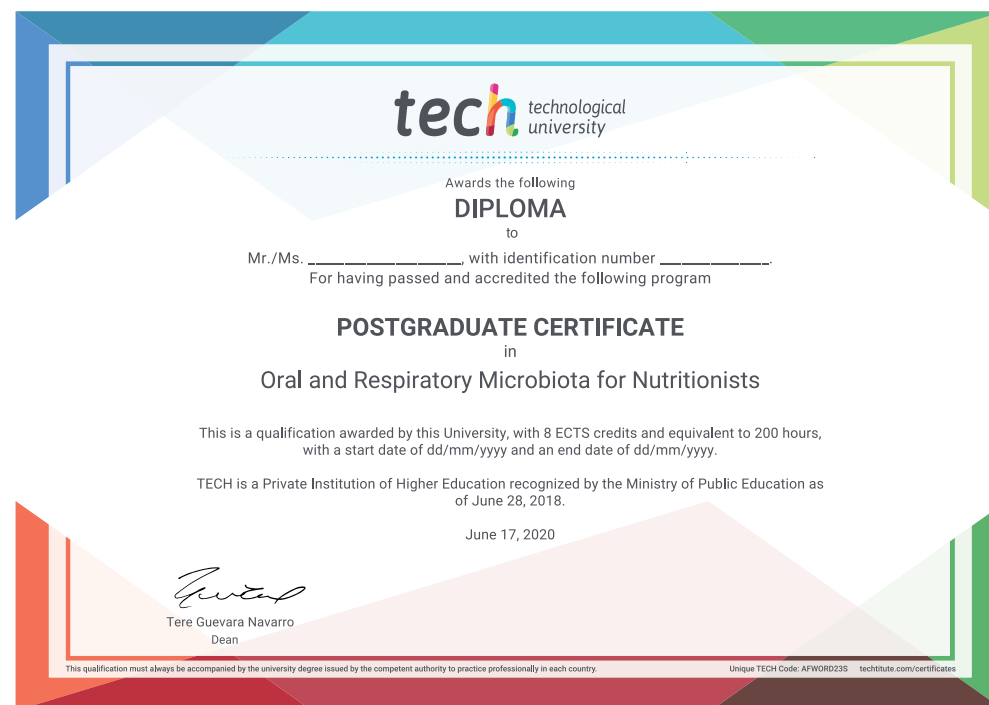 tech technological
university
Awards the following
DIPLOMA
to
Mr./Ms. ____________________, with identification number ______________.
For having passed and accredited the following program
POSTGRADUATE CERTIFICATE
in
Oral and Respiratory Microbiota for Nutritionists
This is a qualification awarded by this University, with 8 ECTS credits and equivalent to 200 hours,
with a start date of dd/mm/yyyy and an end date of dd/mm/yyyy.
TECH is a Private Institution of Higher Education recognized by the Ministry of Public Education as
of June 28, 2018.
June 17, 2020
Tere Guevara Navarro
Dean
This qualification must always be accompanied by the university degree issued by the competent authority to practice professionally in each country.
Unique TECH Code: AFWORD23S techtitute.com/certificates